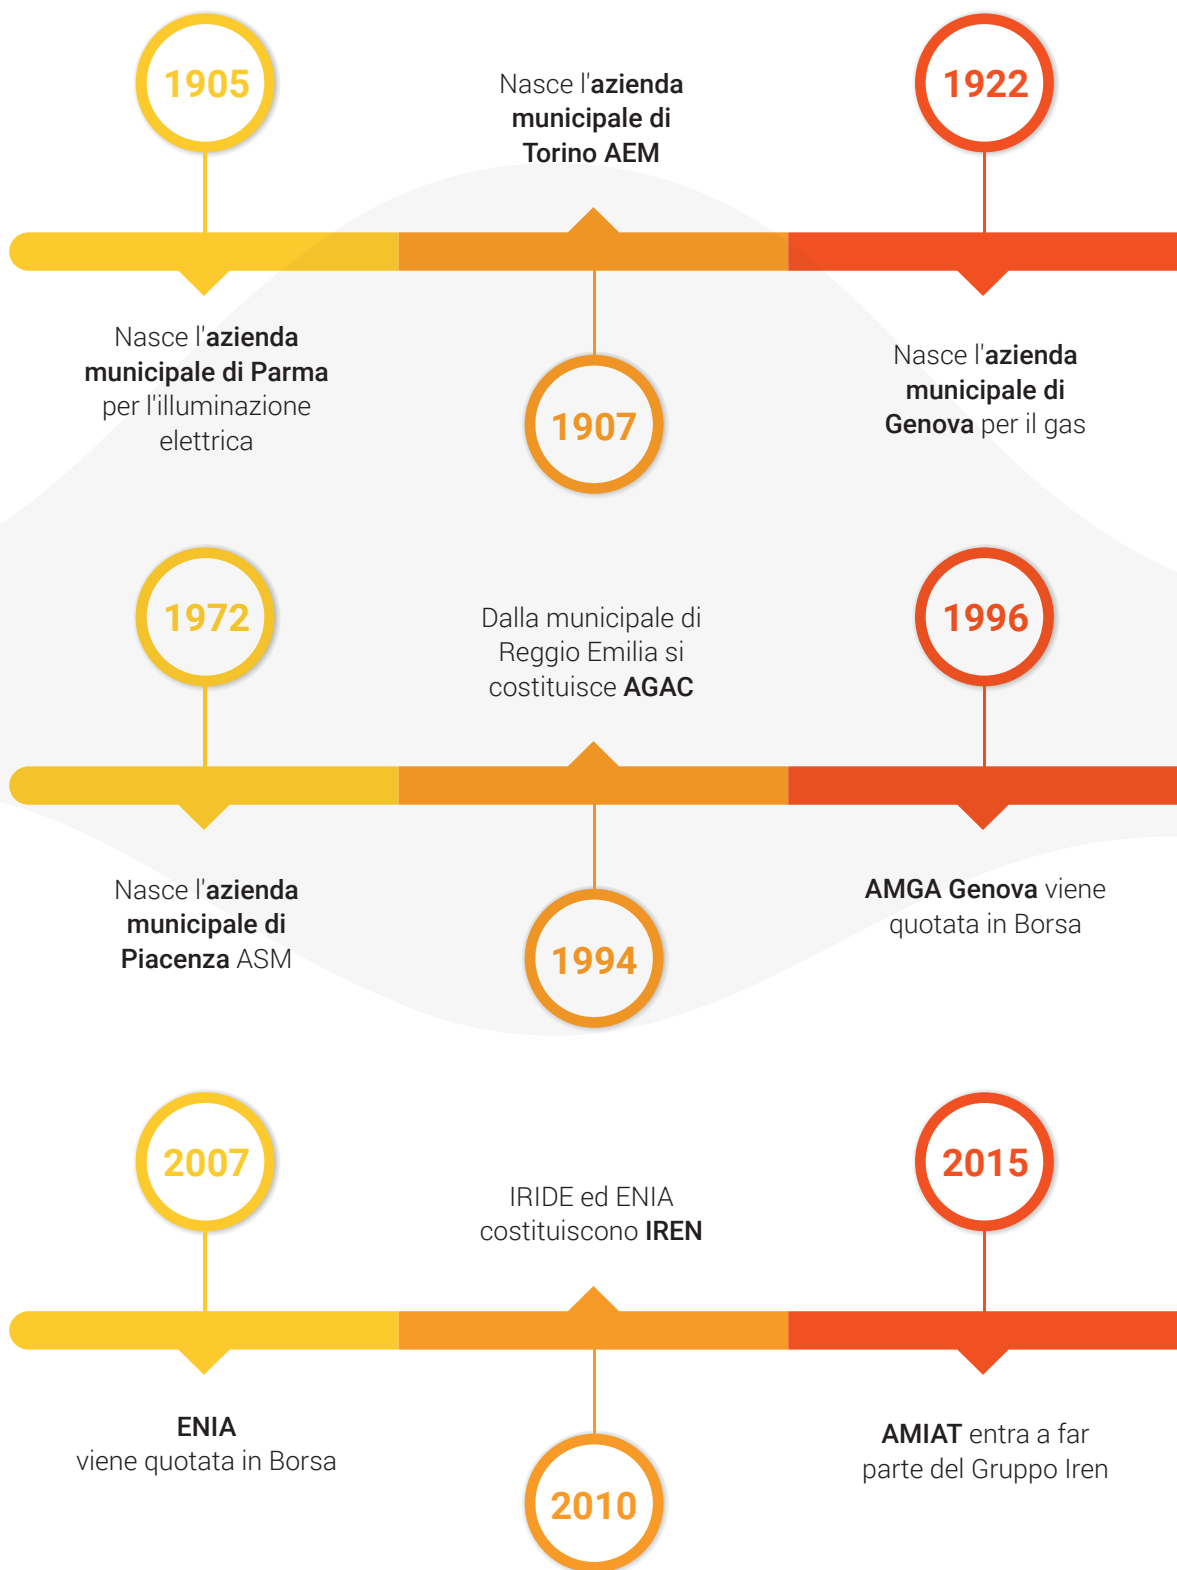 1905
Nasce l'azienda
municipale di Parma
per l'illuminazione
elettrica
Nasce l'azienda
municipale di
Torino AEM
1907
1922
Nasce l'azienda
municipale di
Genova per il gas
1972
Nasce l'azienda
municipale di
Piacenza ASM
Dalla municipale di
Reggio Emilia si
costituisce AGAC
1994
1996
AMGA Genova viene
quotata in Borsa
2007
ENIA
viene quotata in Borsa
IRIDE ed ENIA
costituiscono IREN
2010
2015
AMIAT entra a far
parte del Gruppo Iren